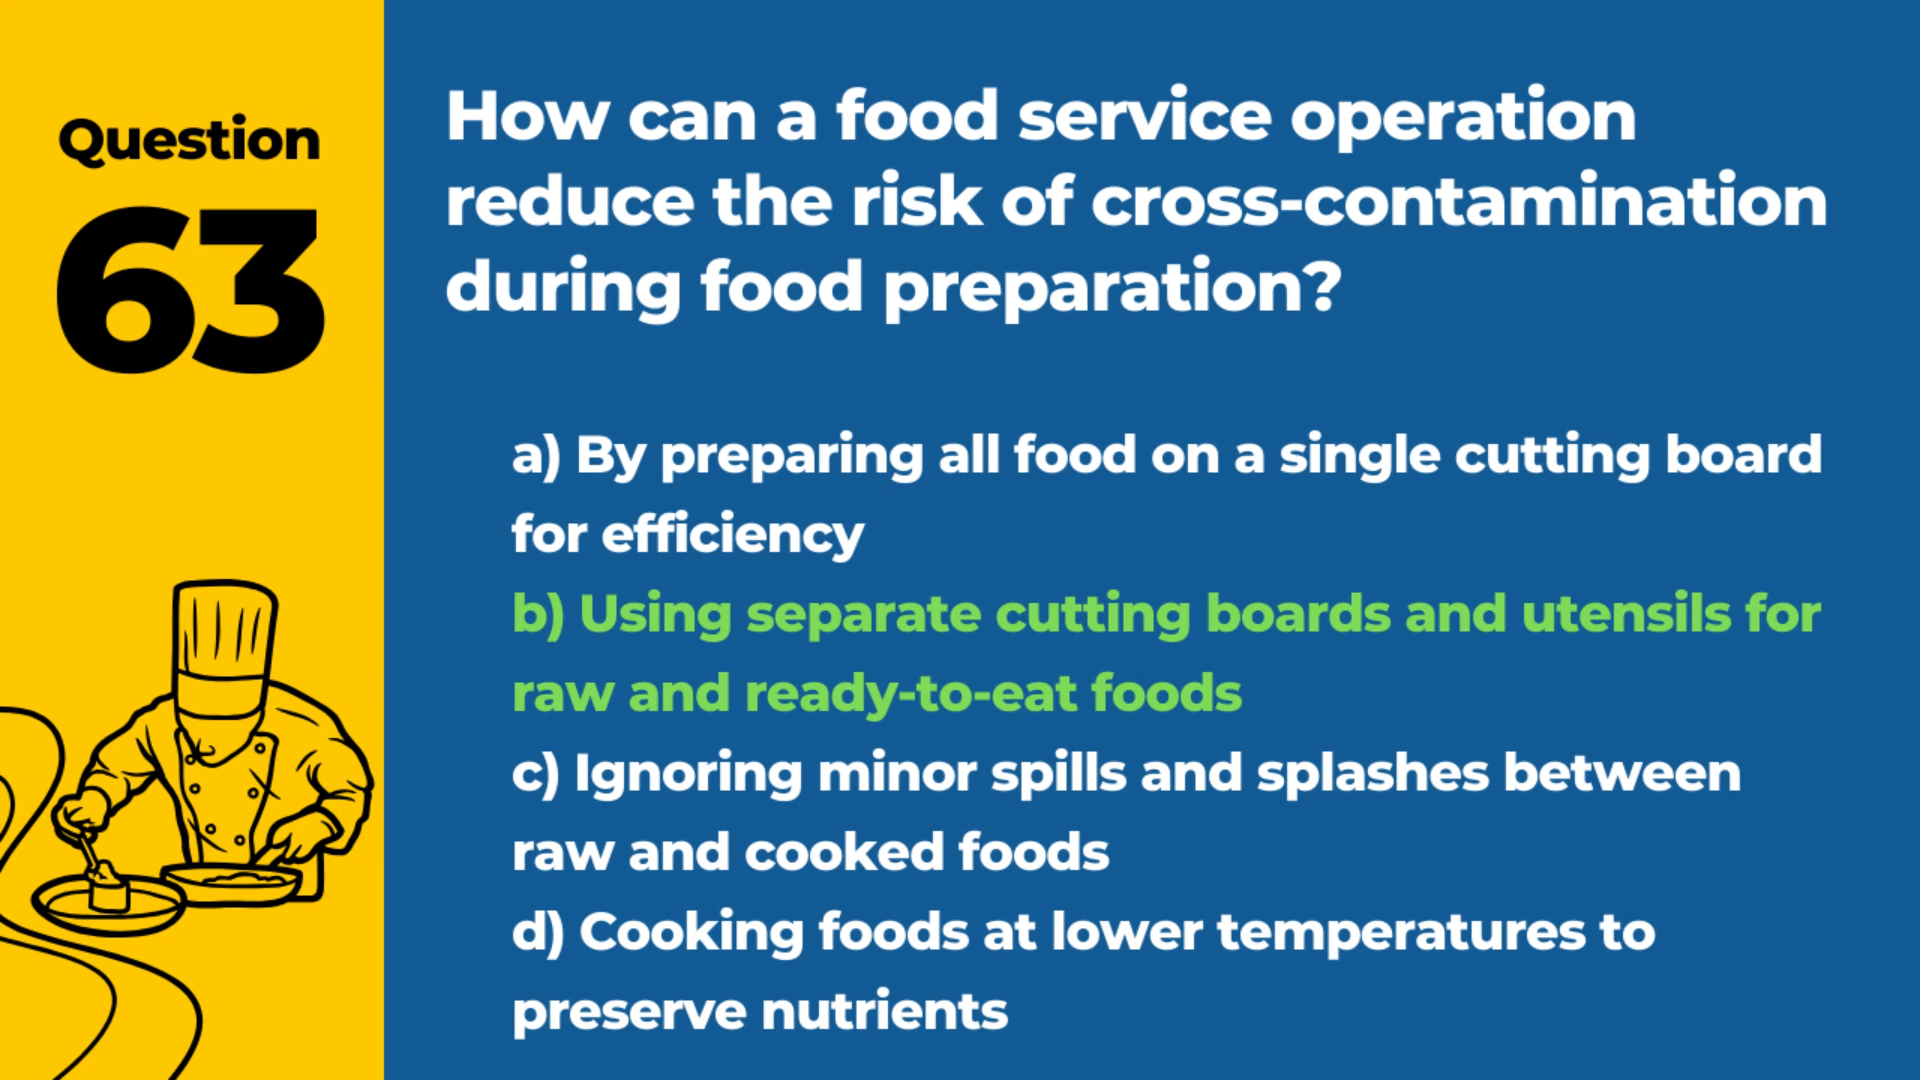 Question
63
How can a food service operation
reduce the risk of cross-contamination
during food preparation?
a) By preparing all food on a single cutting board
for efficiency
b) Using separate cutting boards and utensils for
raw and ready-to-eat foods
c) Ignoring minor spills and splashes between
raw and cooked foods
d) Cooking foods at lower temperatures to
preserve nutrients